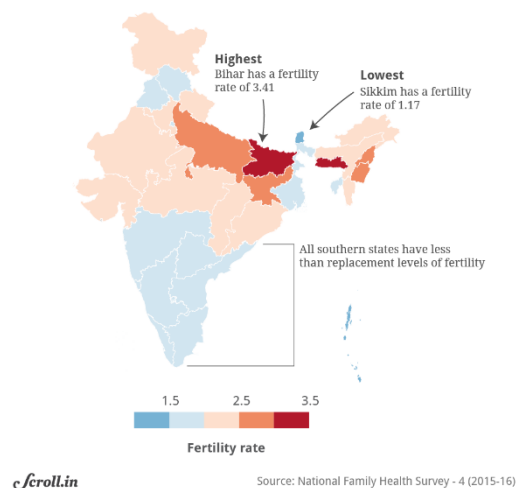 Highest
Bihar has a fertility
rate of 3.41
Lowest
Sikkim has a fertility
rate of 1.17
All southern states have less
than replacement levels of fertility
1.5 2.5 3.5
Fertility rate
Scroll.in
Source: National Family Health Survey - 4 (2015-16)